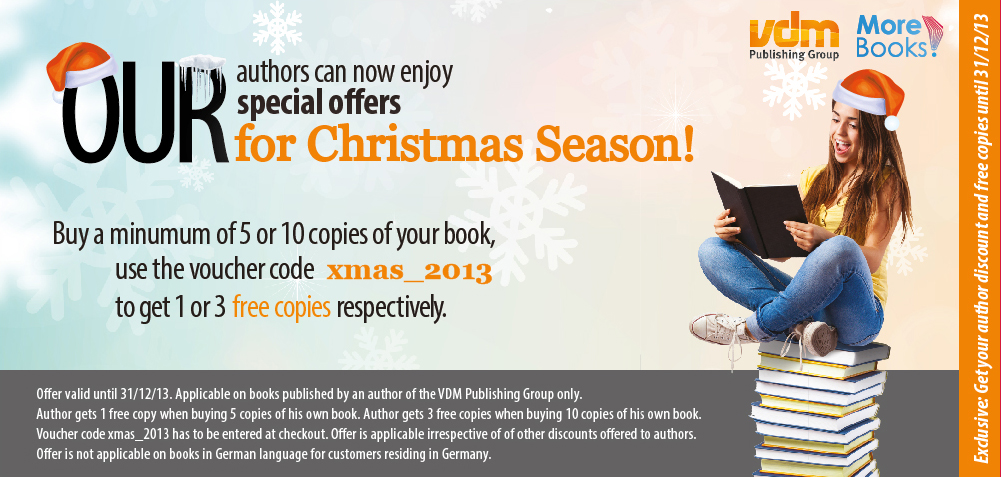 vdm
Publishing Group
More
Books!
OUR
authors can now enjoy
special offers
for Christmas Season!
Buy a minumum of 5 or 10 copies of your book,
use the voucher code xmas_2013
to get 1 or 3 free copies respectively.
Offer valid until 31/12/13. Applicable on books published by an author of the VDM Publishing Group only.
Author gets 1 free copy when buying 5 copies of his own book. Author gets 3 free copies when buying 10 copies of his own book.
Voucher code xmas_2013 has to be entered at checkout. Offer is applicable irrespective of of other discounts offered to authors.
Offer is not applicable on books in German language for customers residing in Germany.
Exclusive: Get your author discount and free copies until 31/12/13